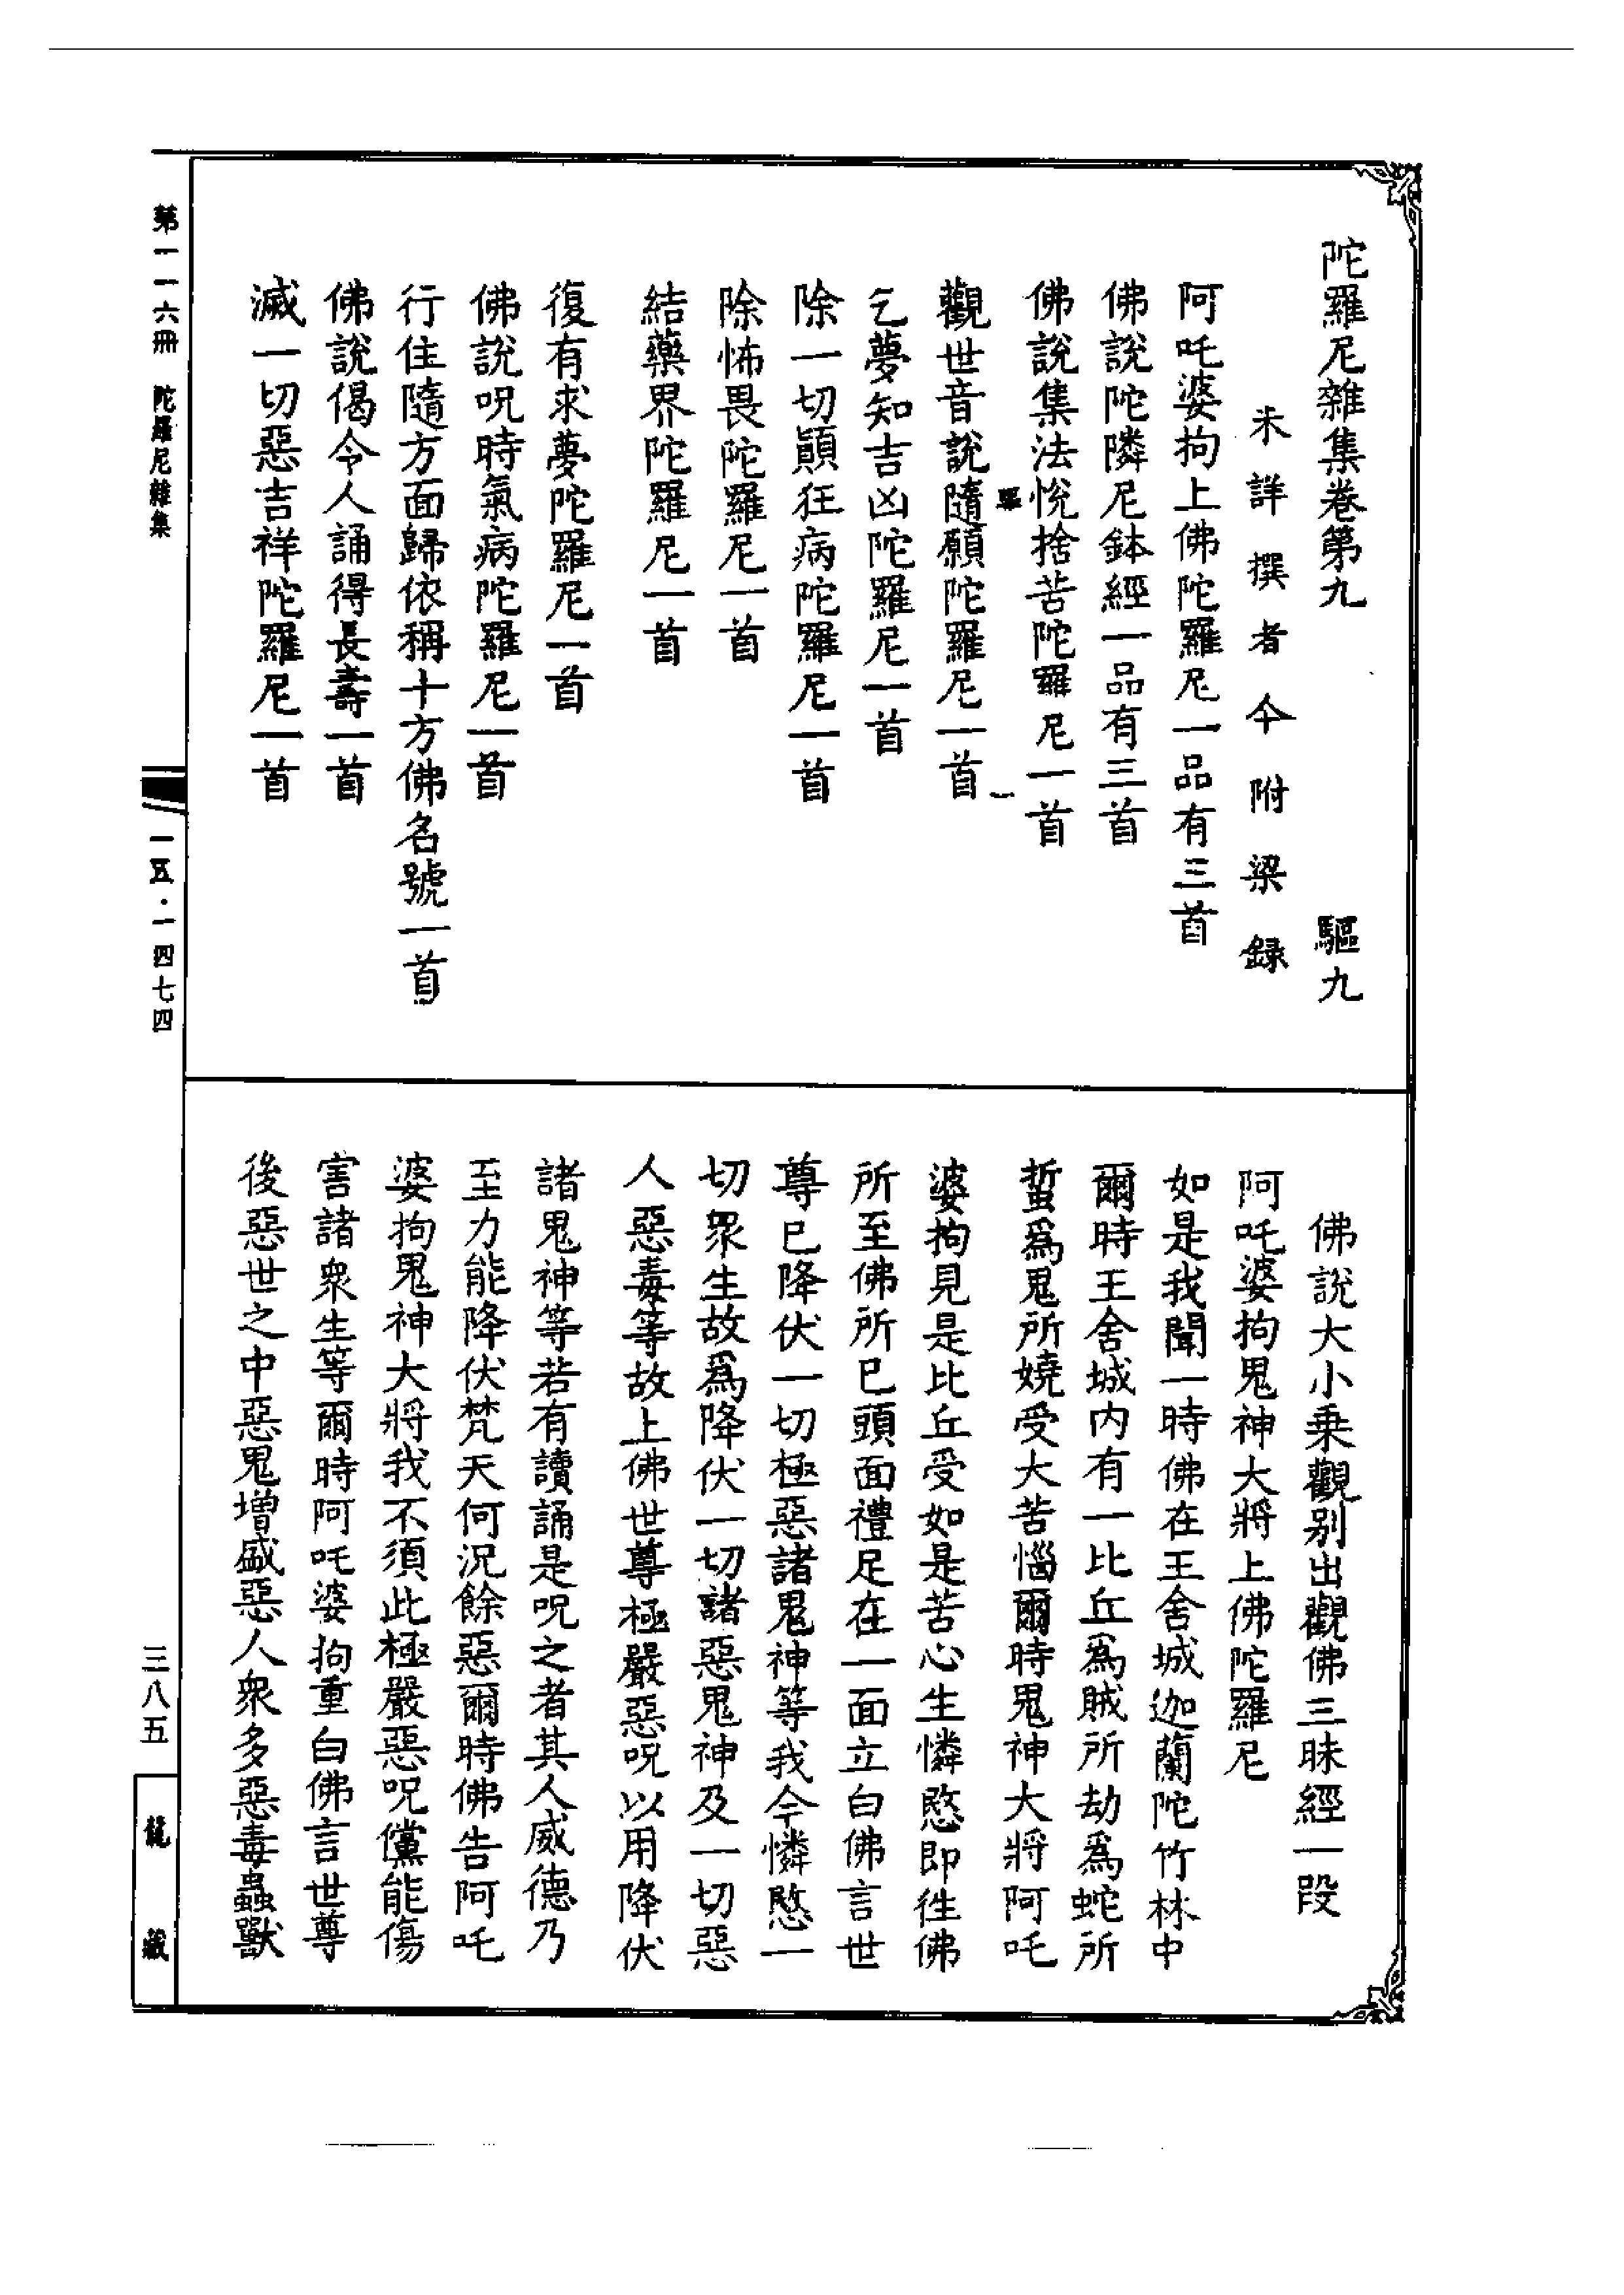 陀羅尼雜集卷第九　驅九
未詳撰者今附梁録
阿吒婆拘上佛陀羅尼一品有三首
佛說陀隣尼鉢經一品有三首
佛說集法悅捨苦陀羅尼一首
觀世音說隨願陀羅尼一首
乞夢知吉凶陀羅尼一首
除一切顚狂病陀羅尼一首
除怖畏陀羅尼一首
結藥界陀羅尼一首
復有求夢陀羅尼一首
佛說呪時氣病陀羅尼一首
行住隨方面歸依稱十方佛名號一首
佛說偈令人誦得長壽一首
滅一切惡吉祥陀羅尼一首
佛說大小乗觀别出觀佛三昧經一段
阿吒婆拘鬼神大將上佛陀羅尼
如是我聞一時佛在王舍城迦蘭陀竹林中
爾時王舍城内有一比丘爲賊所劫爲蛇所
蜇爲鬼所嬈受大苦惱爾時鬼神大將阿吒
婆拘見是比丘受如是苦心生憐愍即徃佛
所至佛所已頭面禮足在一面立白佛言世
尊已降伏一切極惡諸鬼神等我今憐愍一
切衆生故爲降伏一切諸惡鬼神及一切惡
人惡毒等故上佛世尊極嚴惡呪以用降伏
諸鬼神等若有讀誦是呪之者其人威德乃
至力能降伏梵天何況餘惡爾時佛告阿吒
婆拘鬼神大將我不須此極嚴惡呪儻能傷
害諸衆生等爾時阿吒婆拘重白佛言世尊
後惡世之中惡鬼增盛惡人衆多惡毒蟲獸
第一一六冊　陀羅尼雜集
一五・一四七四
三八五
龍藏